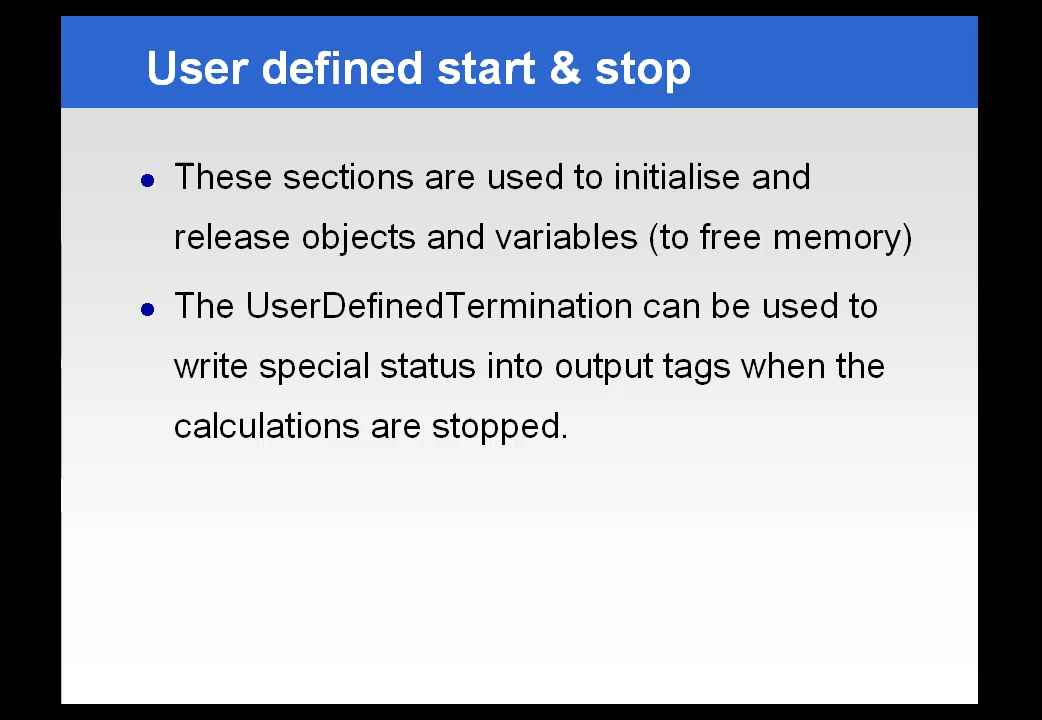 User defined start & stop
These sections are used to initialise and
release objects and variables (to free memory)
The UserDefinedTermination can be used to
write special status into output tags when the
calculations are stopped.